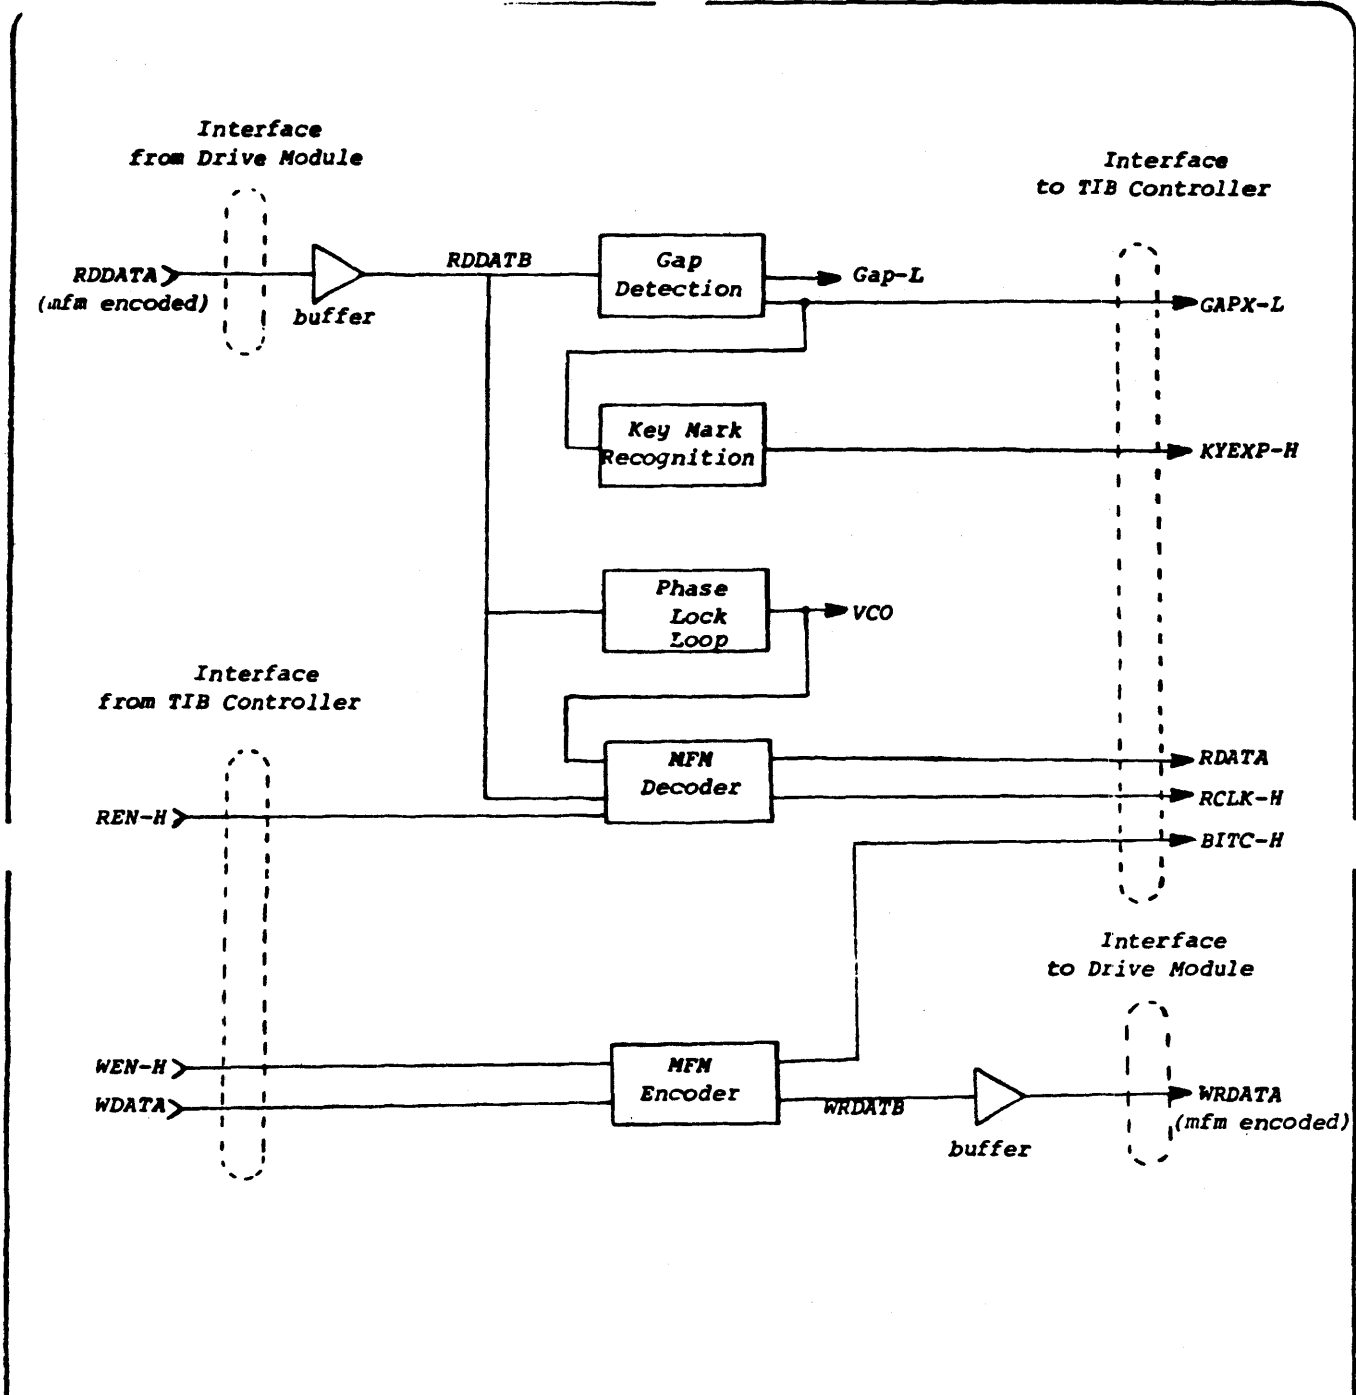 Interface
from Drive Module
Interface
to TIB Controller
RDDATA
(mfm encoded)
buffer
RDDATB
Gap
Detection
Gap-L
GAPX-L
Key Mark
Recognition
KYEXP-H
Phase
Lock
Loop
VCO
Interface
from TIB Controller
MFM
Decoder
RDATA
RCLK-H
REN-H
BITC-H
Interface
to Drive Module
WEN-H
WDATA
MFM
Encoder
WRDATB
buffer
WRDATA
(mfm encoded)